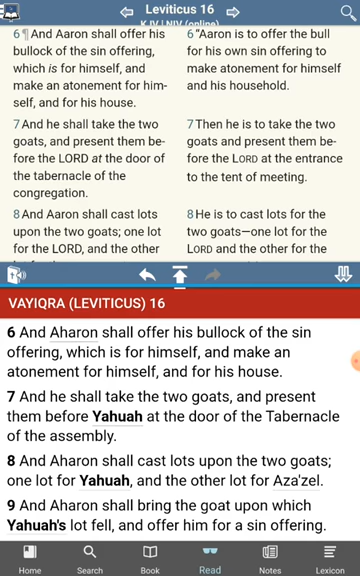 Leviticus 16
KJV | NIV (online)
6 ¶ And Aaron shall offer his
bullock of the sin offering,
which is for himself, and
make an atonement for him-
self, and for his house.
7 And he shall take the two
goats, and present them be-
fore the LORD at the door of
the tabernacle of the
congregation.
8 And Aaron shall cast lots
upon the two goats; one lot
for the LORD, and the other
6 “Aaron is to offer the bull
for his own sin offering to
make atonement for himself
and his household.
7 Then he is to take the two
goats and present them be-
fore the LORD at the entrance
to the tent of meeting.
8 He is to cast lots for the
two goats—one lot for the
LORD and the other for the
VAYIQRA (LEVITICUS) 16
6 And Aharon shall offer his bullock of the sin
offering, which is for himself, and make an
atonement for himself, and for his house.
7 And he shall take the two goats, and present
them before Yahuah at the door of the Tabernacle
of the assembly.
8 And Aharon shall cast lots upon the two goats;
one lot for Yahuah, and the other lot for Aza'zel.
9 And Aharon shall bring the goat upon which
Yahuah's lot fell, and offer him for a sin offering.
Home
Search
Book
Read
Notes
Lexicon